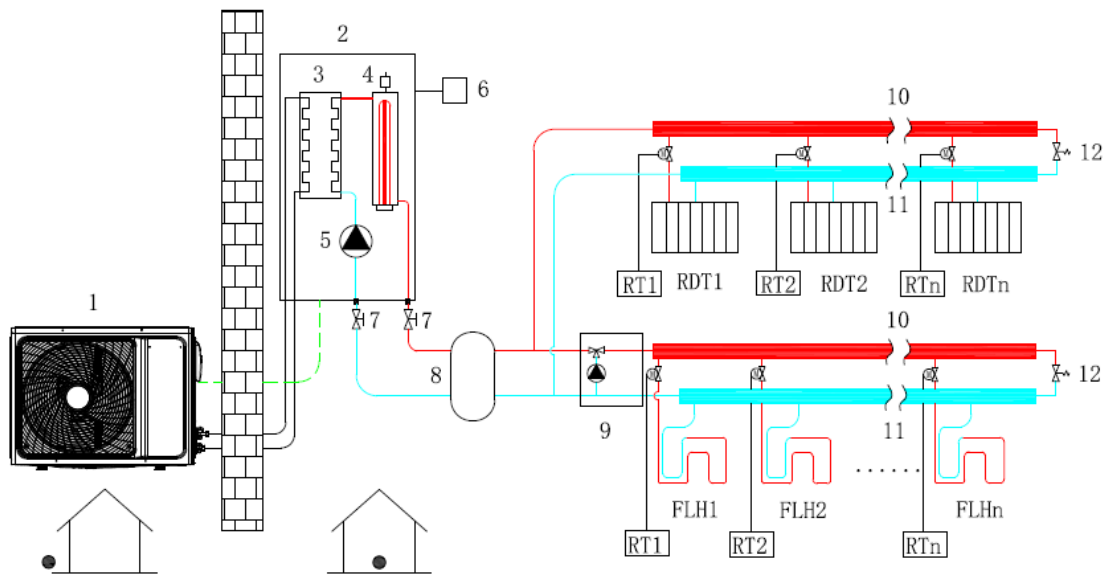 1
2
3
4
5
6
7
7
8
9
10
11
12
RT1
RDT1
RT2
RDT2
RTn
RDTn
10
11
12
FLH1
FLH2
......
FLHn
RT1
RT2
RTn
M
M
M
M
M
M